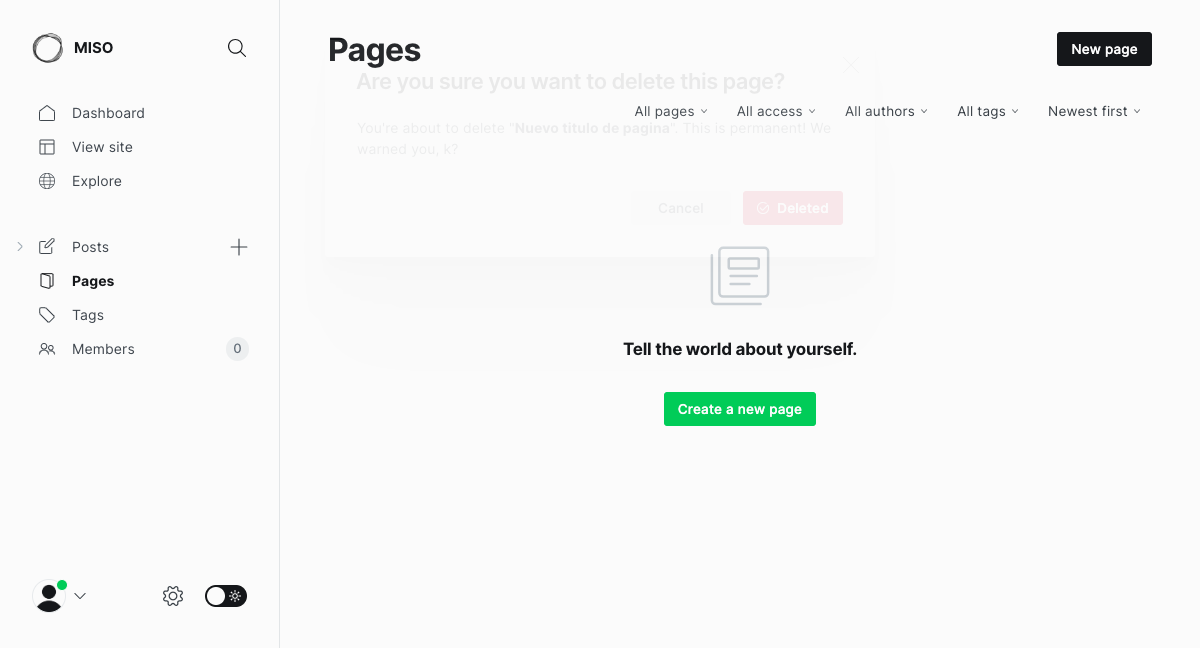 MISO
Dashboard
View site
Explore
Posts
Pages
Tags
Members
0
Pages
New page
Are you sure you want to delete this page?
All pages
All access
All authors
All tags
Newest first
You're about to delete "Nuevo titulo de pagina". This is permanent! We
warned you, k?
Cancel
Deleted
Tell the world about yourself.
Create a new page